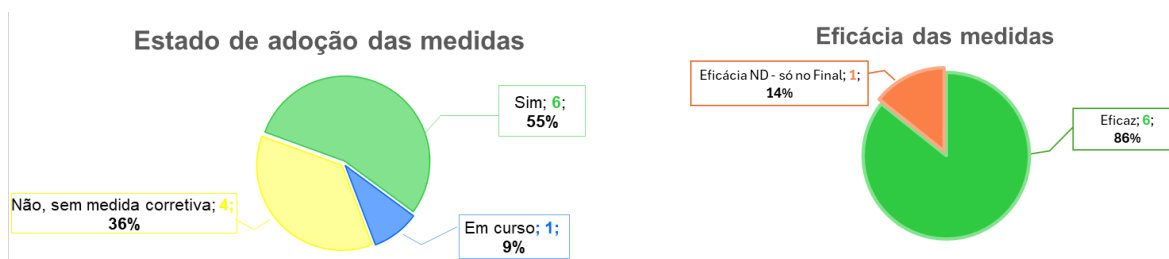 Estado de adoção das medidas
Sim; 6;
55%
Não, sem medida corretiva; 4;
36%
Em curso; 1;
9%
Eficácia das medidas
Eficácia ND - só no Final; 1;
14%
Eficaz; 6;
86%